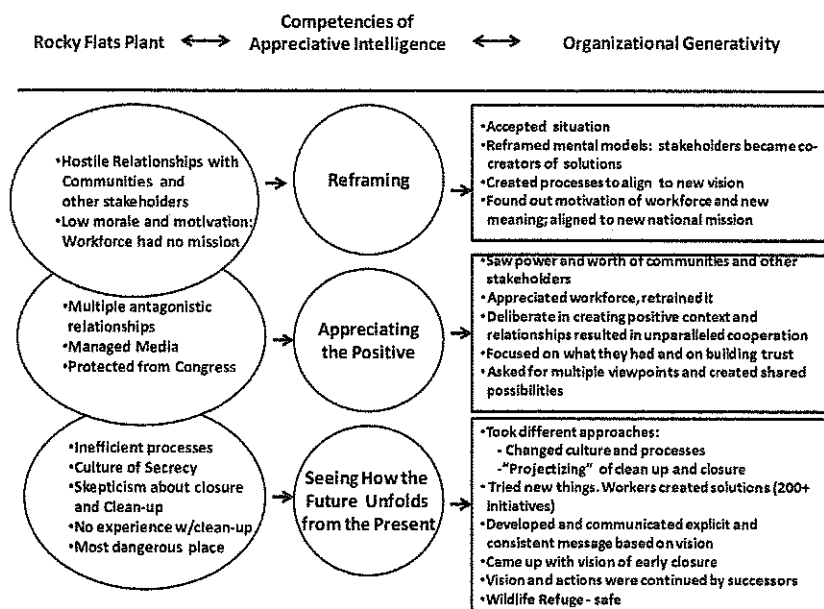 Rocky Flats Plant
Competencies of
Appreciative Intelligence
Organizational Generativity
•Hostile Relationships with
Communities and
other stakeholders
•Low morale and motivation:
Workforce had no mission
Reframing
•Accepted situation
•Reframed mental models: stakeholders became co-
creators of solutions
•Created processes to align to new vision
•Found out motivation of workforce and new
meaning; aligned to new national mission
•Multiple antagonistic
relationships
•Managed Media
•Protected from Congress
Appreciating
the Positive
•Saw power and worth of communities and other
stakeholders
•Appreciated workforce, retrained it
•Deliberate in creating positive context and
relationships resulted in unparalleled cooperation
•Focused on what they had and on building trust
•Asked for multiple viewpoints and created shared
possibilities
•Inefficient processes
•Culture of Secrecy
•Skepticism about closure
and Clean-up
•No experience w/clean-up
•Most dangerous place
Seeing How the
Future Unfolds
from the Present
•Took different approaches:
- Changed culture and processes
-"Projectizing" of clean up and closure
•Tried new things. Workers created solutions (200+
initiatives)
•Developed and communicated explicit and
consistent message based on vision
•Came up with vision of early closure
•Vision and actions were continued by successors
•Wildlife Refuge - safe